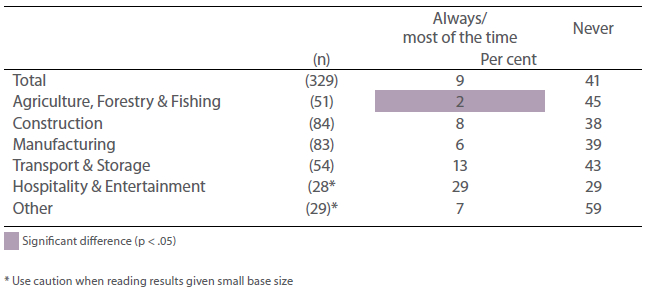 Always/
most of the time Never
(n) Per cent
Total (329) 9 41
Agriculture, Forestry & Fishing (51) 2 45
Construction (84) 8 38
Manufacturing (83) 6 39
Transport & Storage (54) 13 43
Hospitality & Entertainment (28* 29 29
Other (29)* 7 59
Significant difference (p < .05)
* Use caution when reading results given small base size